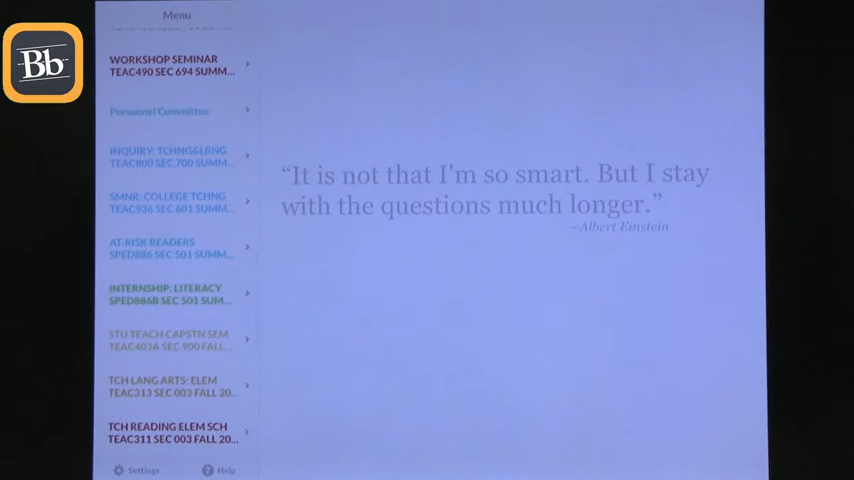 Menu
Bb
WORKSHOP SEMINAR
TEAC490 SEC 694 SUMM...
Personnel Committee
INQUIRY: TCHNG&LRNG
TEAC800 SEC 700 SUMM...
SMNR: COLLEGE TCHNG
TEAC936 SEC 601 SUMM...
AT-RISK READERS
SPED886 SEC 501 SUMM...
INTERNSHIP: LITERACY
SPED886B SEC 501 SUM...
STU TEACH CAPSTN SEM
TEAC403A SEC 900 FALL...
TCH LANG ARTS: ELEM
TEAC313 SEC 003 FALL 20...
TCH READING ELEM SCH
TEAC311 SEC 003 FALL 20...
Settings
Help
“It is not that I'm so smart. But I stay
with the questions much longer.”
—Albert Einstein